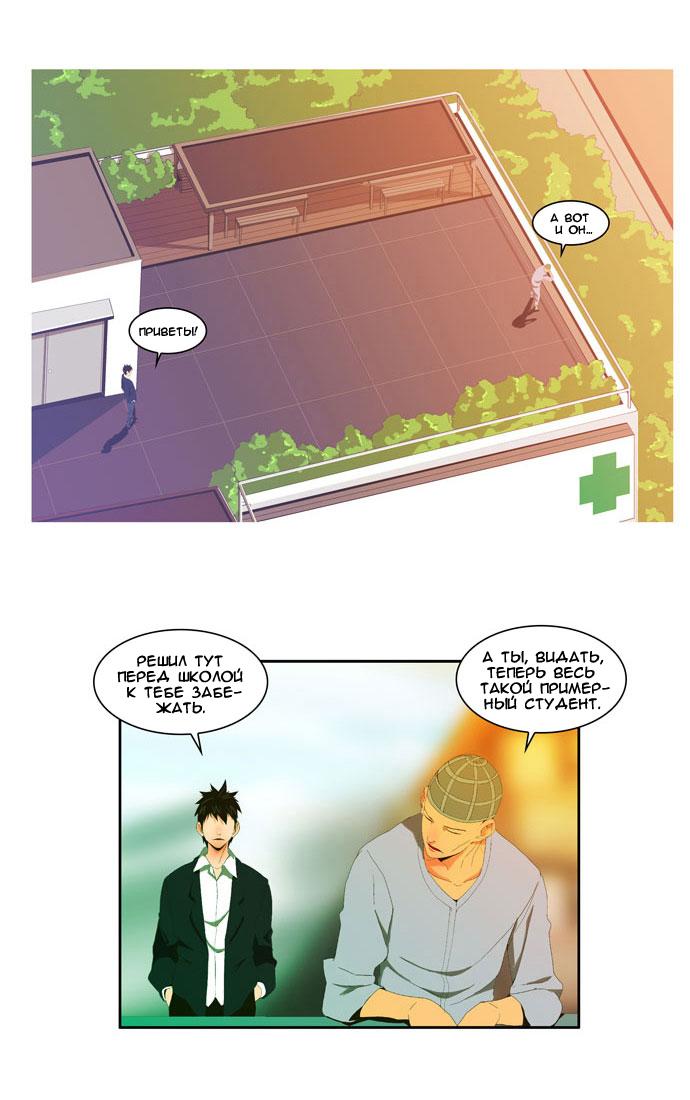 А ВОТ
И ОН...
ПРИВЕТЫ!
РЕШИЛ ТУТ
ПЕРЕД ШКОЛОЙ
К ТЕБЕ ЗАБЕ-
ЖАТЬ.
А ТЫ, ВИДАТЬ,
ТЕПЕРЬ ВЕСЬ
ТАКОЙ ПРИМЕР-
НЫЙ СТУДЕНТ.